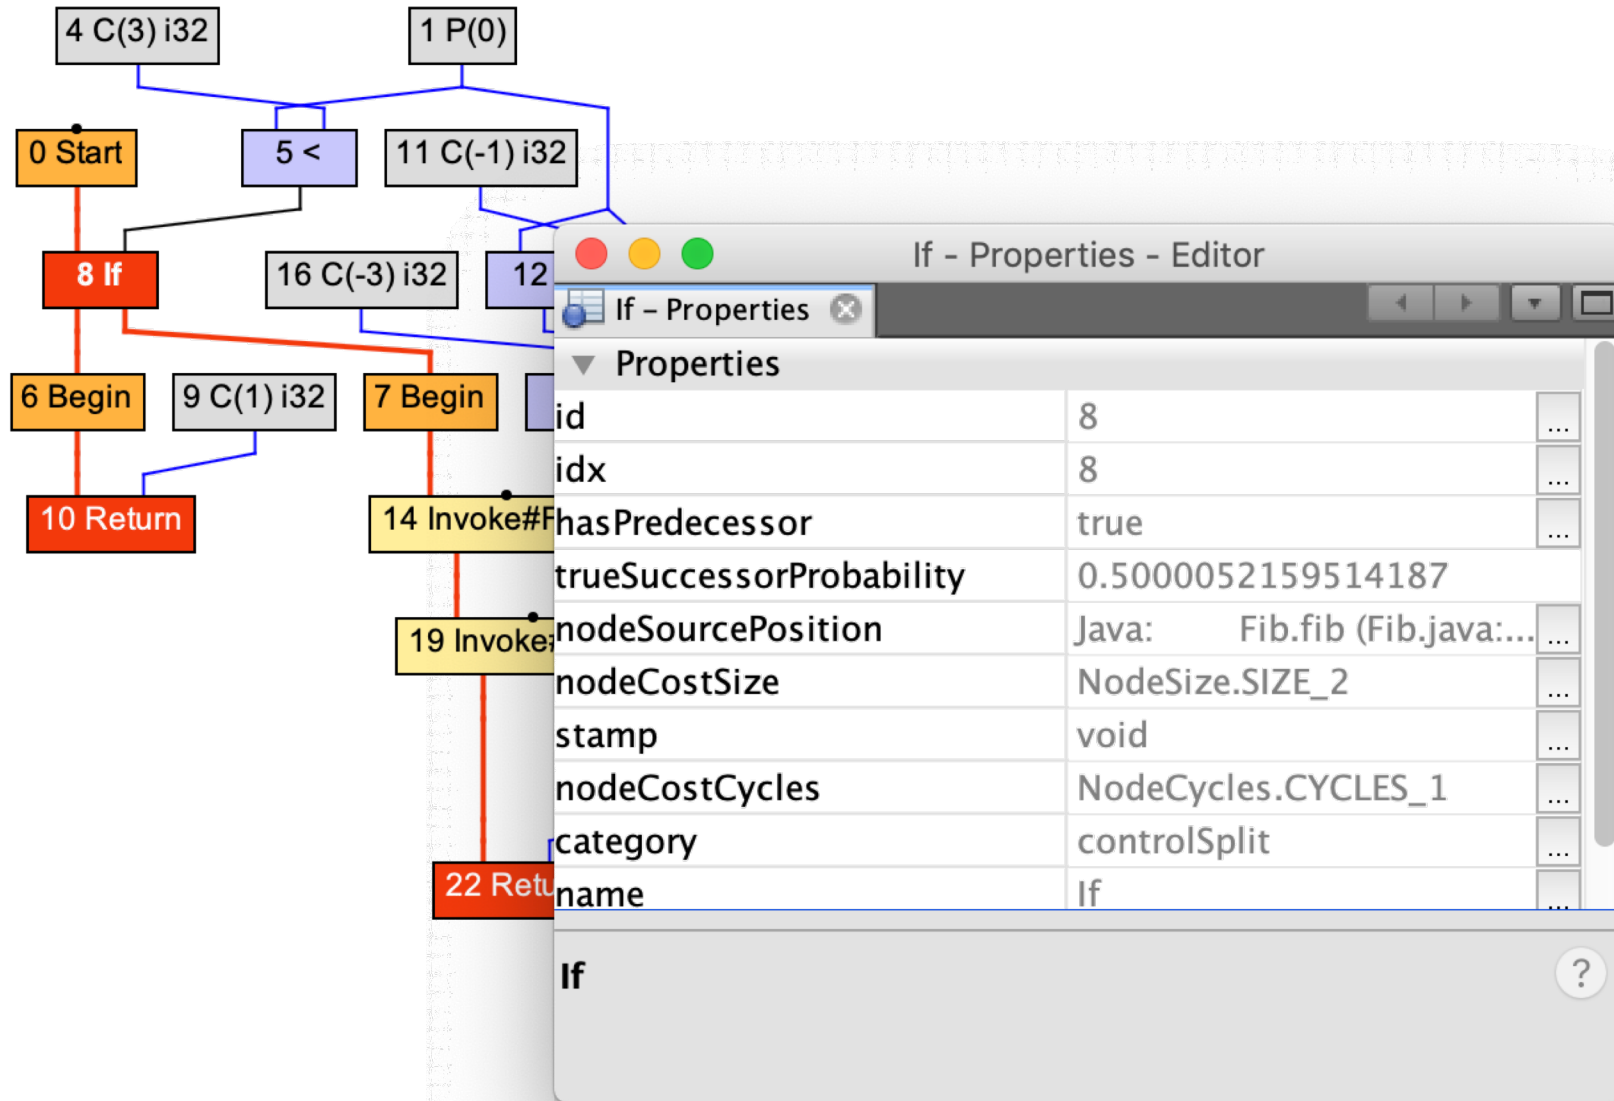 4 C(3) i32
1 P(0)
0 Start
5 <
11 C(-1) i32
8 If
16 C(-3) i32
12
6 Begin
9 C(1) i32
7 Begin
10 Return
14 Invoke#F
19 Invoke#
22 Retu
If - Properties - Editor
If - Properties
Properties
id 8 ...
idx 8 ...
hasPredecessor true ...
trueSuccessorProbability 0.5000052159514187
nodeSourcePosition Java: Fib.fib (Fib.java:... ...
nodeCostSize NodeSize.SIZE_2 ...
stamp void ...
nodeCostCycles NodeCycles.CYCLES_1 ...
category controlSplit ...
name If ...
If
?